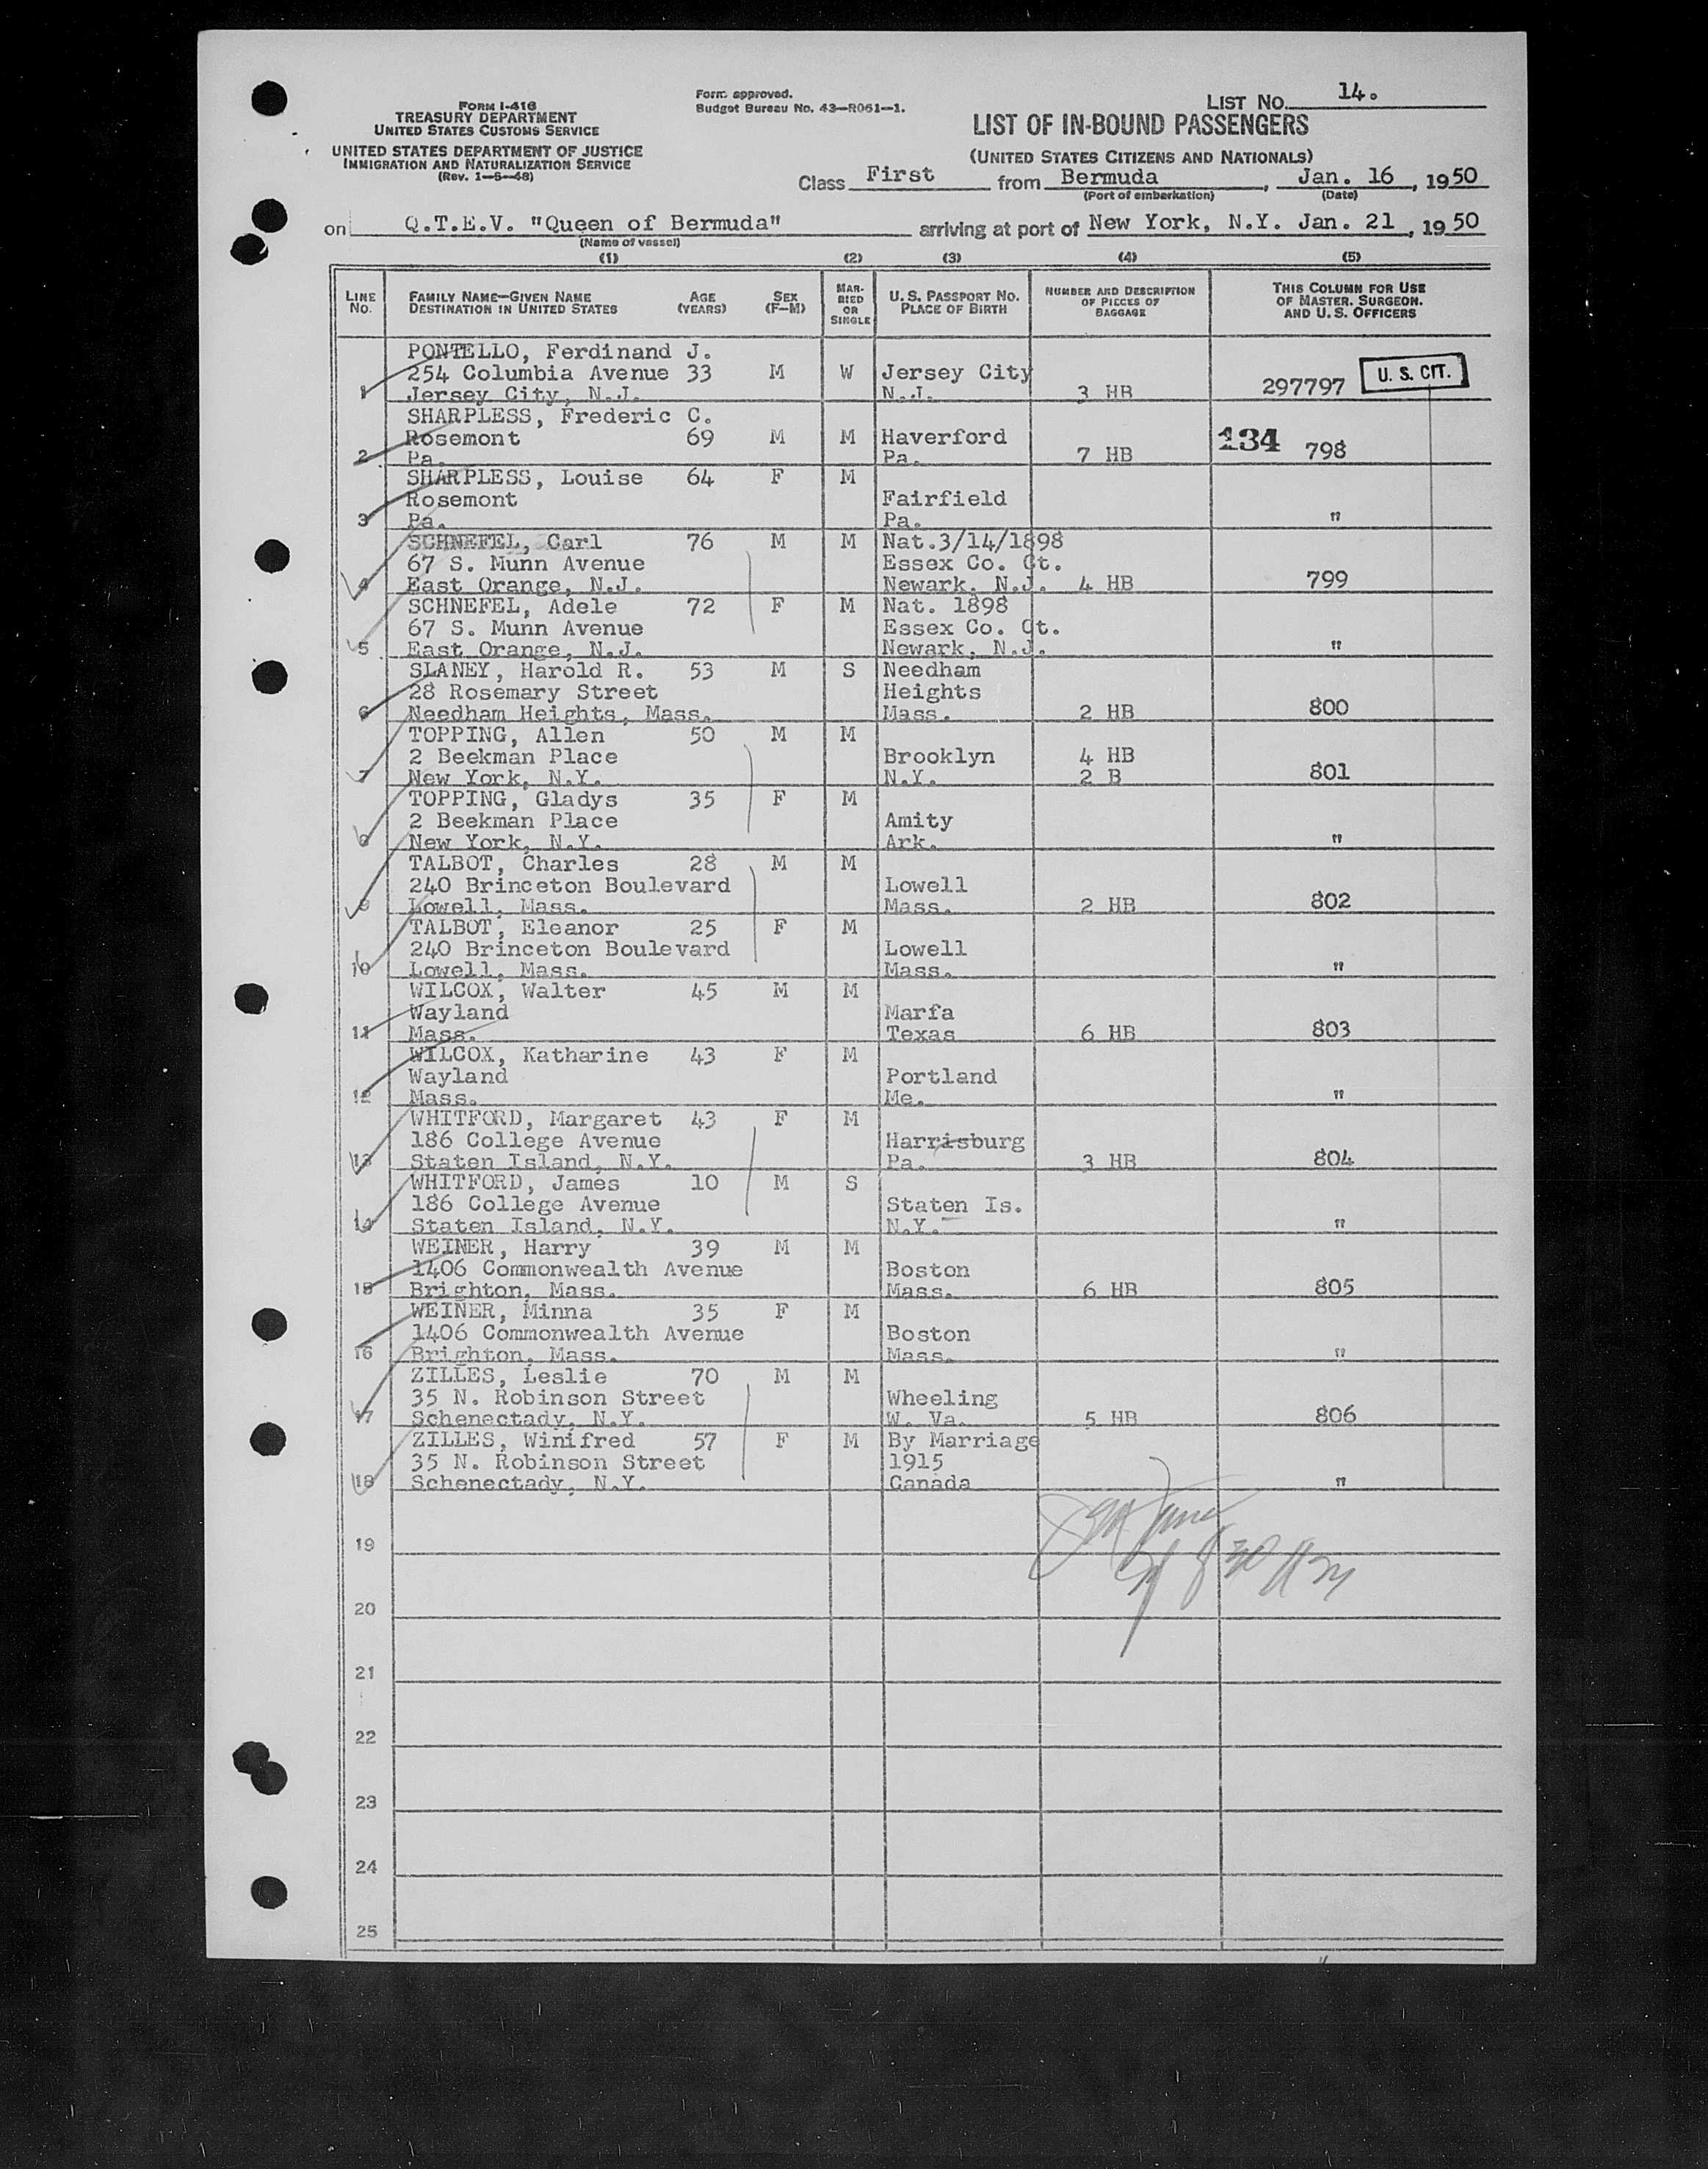 FORM I-416
TREASURY DEPARTMENT
UNITED STATES CUSTOMS SERVICE
UNITED STATES DEPARTMENT OF JUSTICE
IMMIGRATION AND NATURALIZATION SERVICE
(Rev. 1-5-48)
Form approved.
Budget Bureau No. 43-R061-1.
LIST NO. 14.
LIST OF IN-BOUND PASSENGERS
(UNITED STATES CITIZENS AND NATIONALS)
Class First from Bermuda, Jan. 16, 1950
(Port of embarkation) (Date)
on Q.T.E.V. "Queen of Bermuda" arriving at port of New York, N.Y. Jan. 21, 1950
(Name of vessel)
(1) (2) (3) (4) (5)
LINE NO. FAMILY NAME-GIVEN NAME DESTINATION IN UNITED STATES AGE (YEARS) SEX (F-M) MARRIED OR SINGLE U. S. PASSPORT NO. PLACE OF BIRTH NUMBER AND DESCRIPTION OF PIECES OF BAGGAGE THIS COLUMN FOR USE OF MASTER, SURGEON, AND U. S. OFFICERS
PONTELLO, Ferdinand J.
254 Columbia Avenue 33 M W Jersey City U. S. CIT.
1 Jersey City, N.J. N.J. 3 HB 297797
SHARPLESS, Frederic C.
Rosemont 69 M M Haverford 134
2 Pa. Pa. 7 HB 798
SHARPLESS, Louise 64 F M
Rosemont Fairfield
3 Pa. Pa. "
SCHNEFEL, Carl 76 M M Nat.3/14/1898
67 S. Munn Avenue Essex Co. Ct.
4 East Orange, N.J. Newark, N.J. 4 HB 799
SCHNEFEL, Adele 72 F M Nat. 1898
67 S. Munn Avenue Essex Co. Ct.
5 East Orange, N.J. Newark, N.J. "
SLANEY, Harold R. 53 M S Needham
28 Rosemary Street Heights
6 Needham Heights, Mass. Mass. 2 HB 800
TOPPING, Allen 50 M M
2 Beekman Place Brooklyn 4 HB
7 New York, N.Y. N.Y. 2 B 801
TOPPING, Gladys 35 F M
2 Beekman Place Amity
8 New York, N.Y. Ark. "
TALBOT, Charles 28 M M
240 Brinceton Boulevard Lowell
9 Lowell, Mass. Mass. 2 HB 802
TALBOT, Eleanor 25 F M
240 Brinceton Boulevard Lowell
10 Lowell, Mass. Mass. "
WILCOX, Walter 45 M M
Wayland Marfa
11 Mass. Texas 6 HB 803
WILCOX, Katharine 43 F M
Wayland Portland
12 Mass. Me. "
WHITFORD, Margaret 43 F M
186 College Avenue Harrisburg
13 Staten Island, N.Y. Pa. 3 HB 804
WHITFORD, James 10 M S
186 College Avenue Staten Is.
14 Staten Island, N.Y. N.Y. "
WEINER, Harry 39 M M
1406 Commonwealth Avenue Boston
15 Brighton, Mass. Mass. 6 HB 805
WEINER, Minna 35 F M
1406 Commonwealth Avenue Boston
16 Brighton, Mass. Mass. "
ZILLES, Leslie 70 M M
35 N. Robinson Street Wheeling
17 Schenectady, N.Y. W. Va. 5 HB 806
ZILLES, Winifred 57 F M By Marriage
35 N. Robinson Street 1915
18 Schenectady, N.Y. Canada "
19
20
21
22
23
24
25